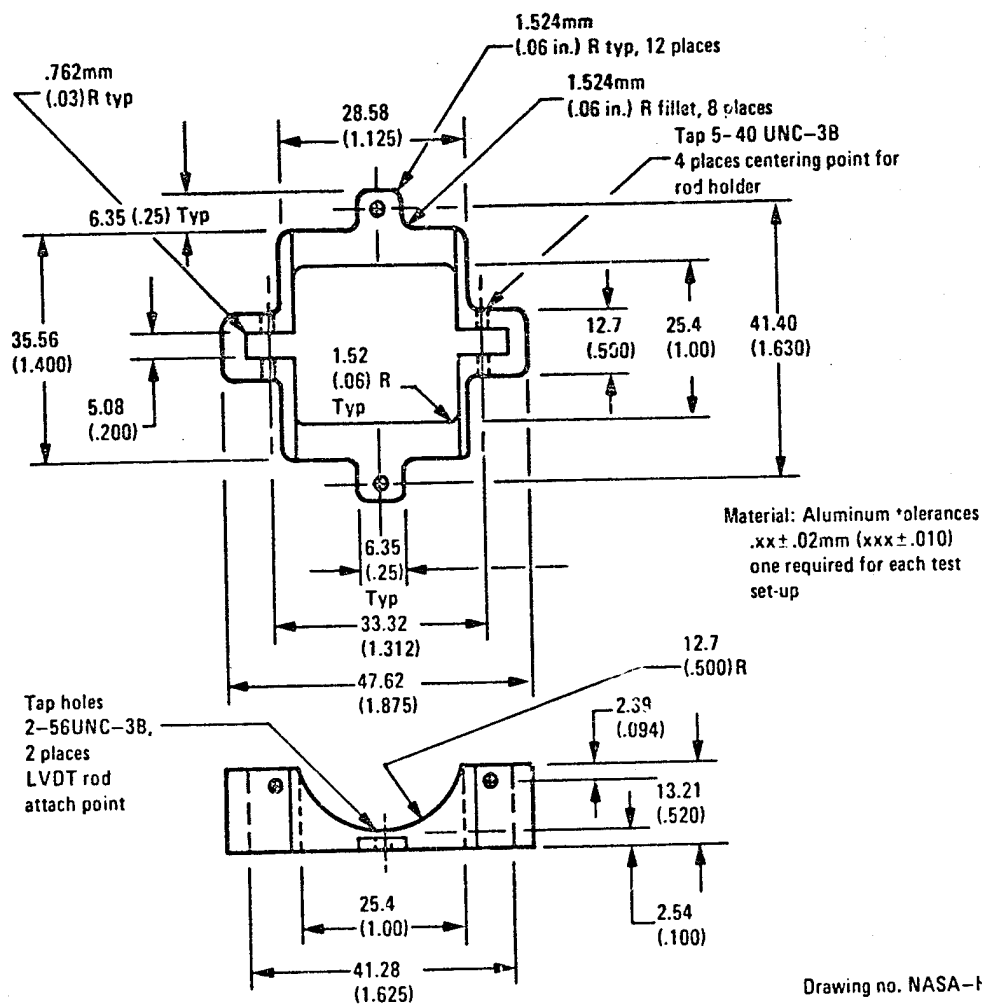 1.524mm
(.06 in.) R typ, 12 places
.762mm
(.03)R typ
1.524mm
(.06 in.) R fillet, 8 places
28.58
(1.125)
Tap 5-40 UNC-3B
4 places centering point for
rod holder
6.35 (.25) Typ
35.56
(1.400)
12.7
(.500)
25.4
(1.00)
41.40
(1.630)
1.52
(.06) R
Typ
5.08
(.200)
Material: Aluminum tolerances
.xx±.02mm (xxx±.010)
one required for each test
set-up
6.35
(.25)
Typ
33.32
(1.312)
12.7
(.500)R
47.62
(1.875)
Tap holes
2-56UNC-3B,
2 places
LVDT rod
attach point
2.39
(.094)
13.21
(.520)
25.4
(1.00)
2.54
(.100)
41.28
(1.625)
Drawing no. NASA-H